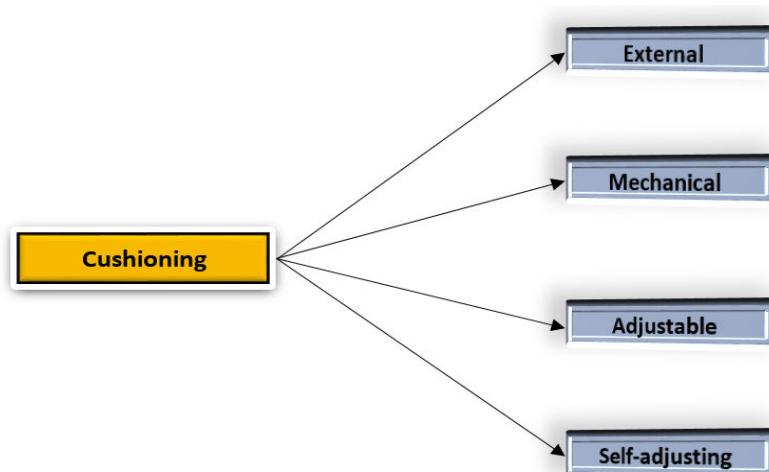 External
Mechanical
Cushioning
Adjustable
Self-adjusting